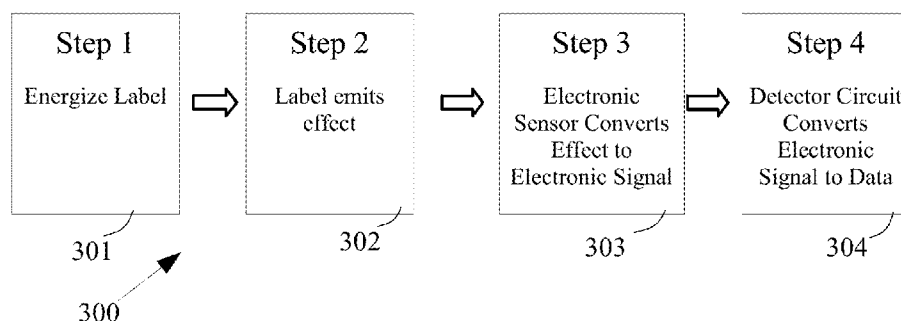 Step 1
Energize Label
301
Step 2
Label emits
effect
302
Step 3
Electronic
Sensor Converts
Effect to
Electronic Signal
303
Step 4
Detector Circuit
Converts
Electronic
Signal to Data
304
300